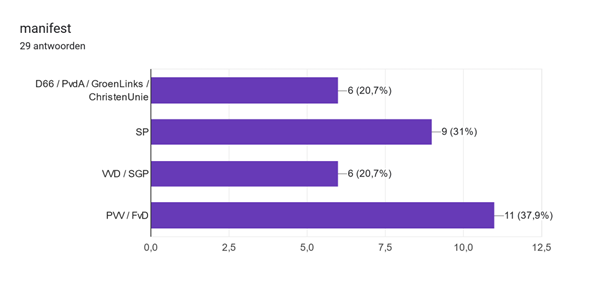 manifest
29 antwoorden
D66 / PvdA / GroenLinks /
ChristenUnie
6 (20,7%)
SP
9 (31%)
VVD / SGP
6 (20,7%)
PVV / FvD
11 (37,9%)
0,0
2,5
5,0
7,5
10,0
12,5